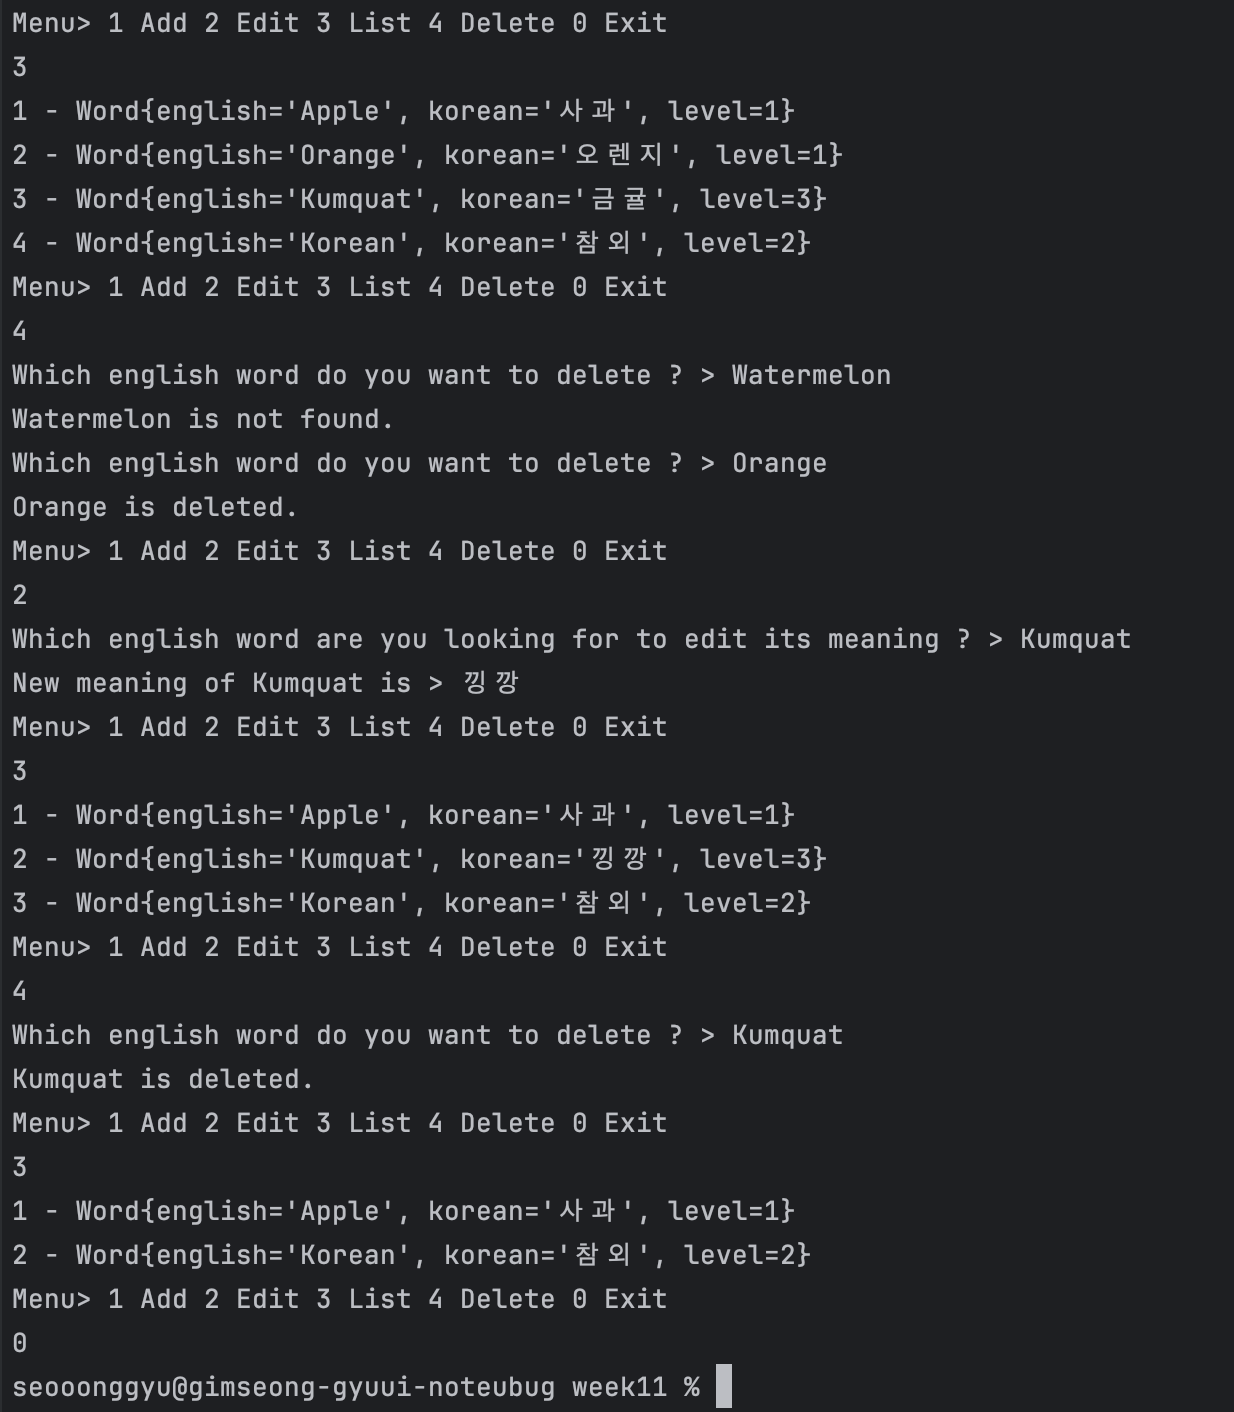 Menu> 1 Add 2 Edit 3 List 4 Delete 0 Exit
3
1 - Word{english='Apple', korean='사과', level=1}
2 - Word{english='Orange', korean='오렌지', level=1}
3 - Word{english='Kumquat', korean='금귤', level=3}
4 - Word{english='Korean', korean='참외', level=2}
Menu> 1 Add 2 Edit 3 List 4 Delete 0 Exit
4
Which english word do you want to delete ? > Watermelon
Watermelon is not found.
Which english word do you want to delete ? > Orange
Orange is deleted.
Menu> 1 Add 2 Edit 3 List 4 Delete 0 Exit
2
Which english word are you looking for to edit its meaning ? > Kumquat
New meaning of Kumquat is > 낑깡
Menu> 1 Add 2 Edit 3 List 4 Delete 0 Exit
3
1 - Word{english='Apple', korean='사과', level=1}
2 - Word{english='Kumquat', korean='낑깡', level=3}
3 - Word{english='Korean', korean='참외', level=2}
Menu> 1 Add 2 Edit 3 List 4 Delete 0 Exit
4
Which english word do you want to delete ? > Kumquat
Kumquat is deleted.
Menu> 1 Add 2 Edit 3 List 4 Delete 0 Exit
3
1 - Word{english='Apple', korean='사과', level=1}
2 - Word{english='Korean', korean='참외', level=2}
Menu> 1 Add 2 Edit 3 List 4 Delete 0 Exit
0
seooonggyu@gimseong-gyuui-noteubug week11 %